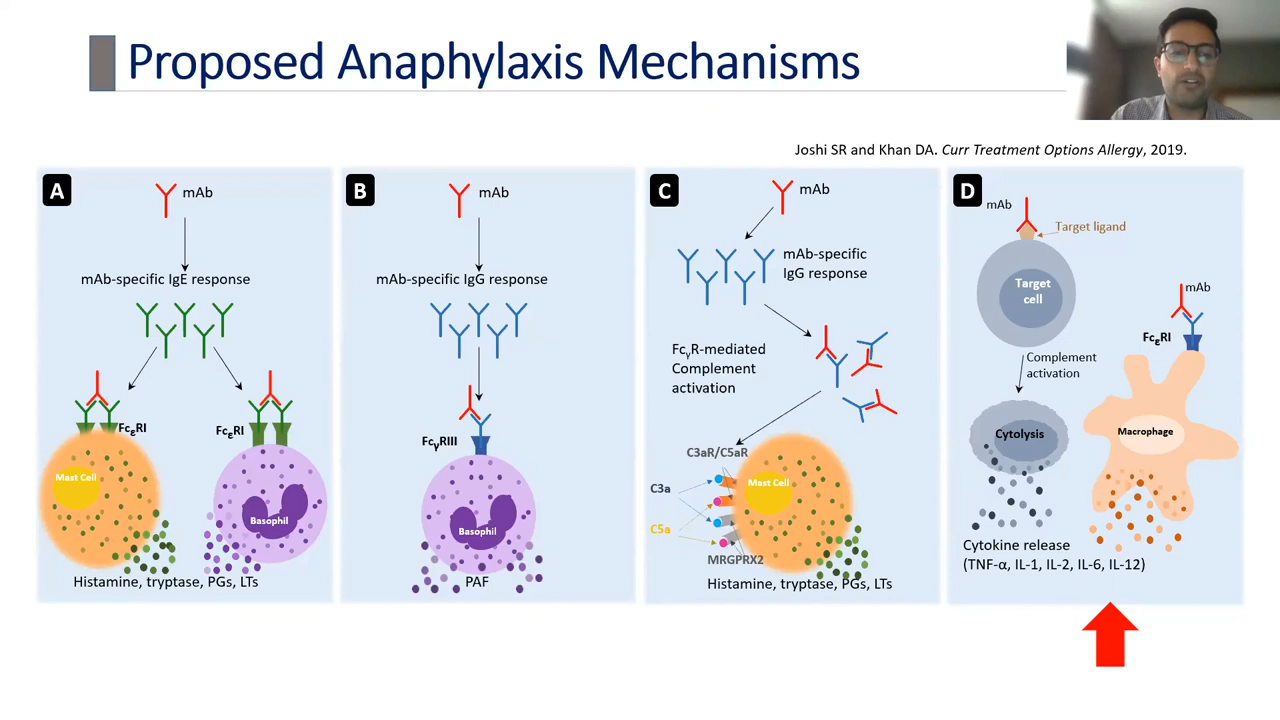 Proposed Anaphylaxis Mechanisms
Joshi SR and Khan DA. Curr Treatment Options Allergy, 2019.
A
mAb
mAb-specific IgE response
FcεRI
FcεRI
Mast Cell
Basophil
Histamine, tryptase, PGs, LTs
B
mAb
mAb-specific IgG response
FcγRIII
Basophil
PAF
C
mAb
mAb-specific
IgG response
FcγR-mediated
Complement
activation
C3aR/C5aR
C3a
C5a
Mast Cell
MRGPRX2
Histamine, tryptase, PGs, LTs
D
mAb
Target ligand
Target
cell
mAb
FcεRI
Complement
activation
Cytolysis
Macrophage
Cytokine release
(TNF-α, IL-1, IL-2, IL-6, IL-12)